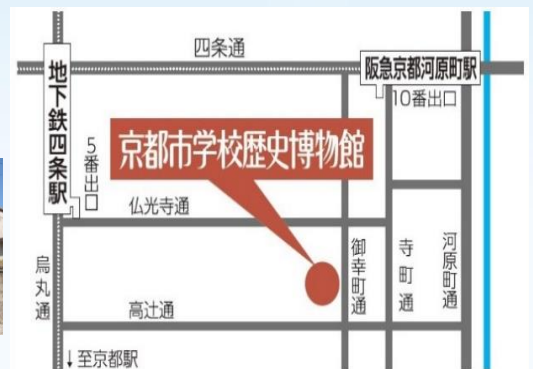 四条通
阪急京都河原町駅
10番出口
地下鉄四条駅
5番出口
京都市学校歴史博物館
仏光寺通
御幸町通
寺町通
河原町通
烏丸通
高辻通
↓至京都駅